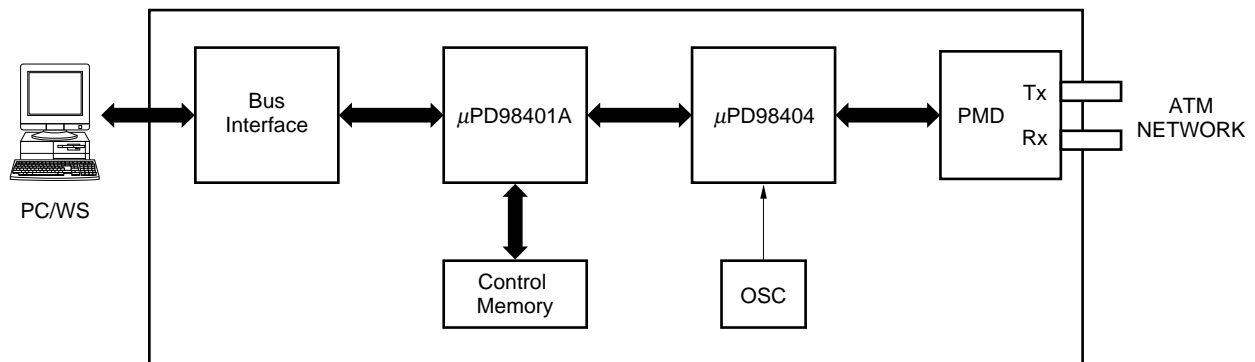 PC/WS
Bus
Interface
μPD98401A
Control
Memory
μPD98404
OSC
PMD
Tx
Rx
ATM
NETWORK